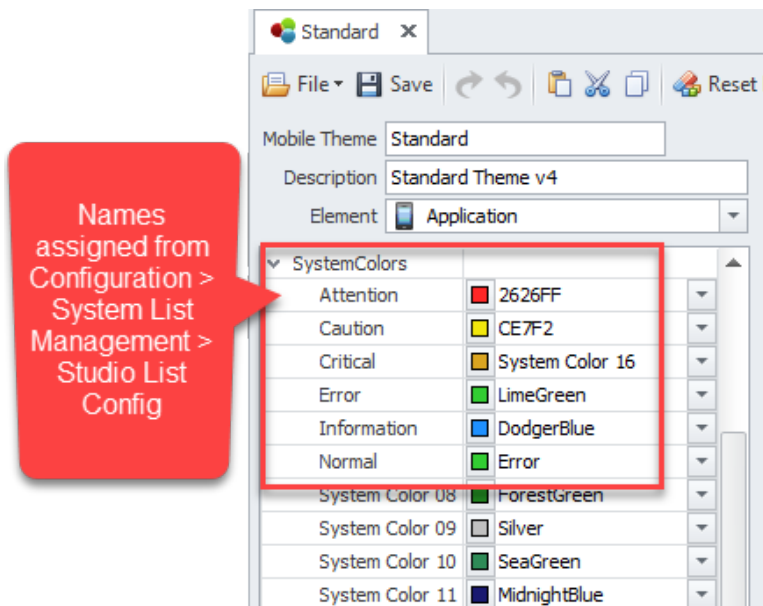 Standard
File Save Reset
Mobile Theme Standard
Description Standard Theme v4
Element Application
Names
assigned from
Configuration >
System List
Management >
Studio List
Config
SystemColors
Attention 2626FF
Caution CE7F2
Critical System Color 16
Error LimeGreen
Information DodgerBlue
Normal Error
System Color 08 ForestGreen
System Color 09 Silver
System Color 10 SeaGreen
System Color 11 MidnightBlue